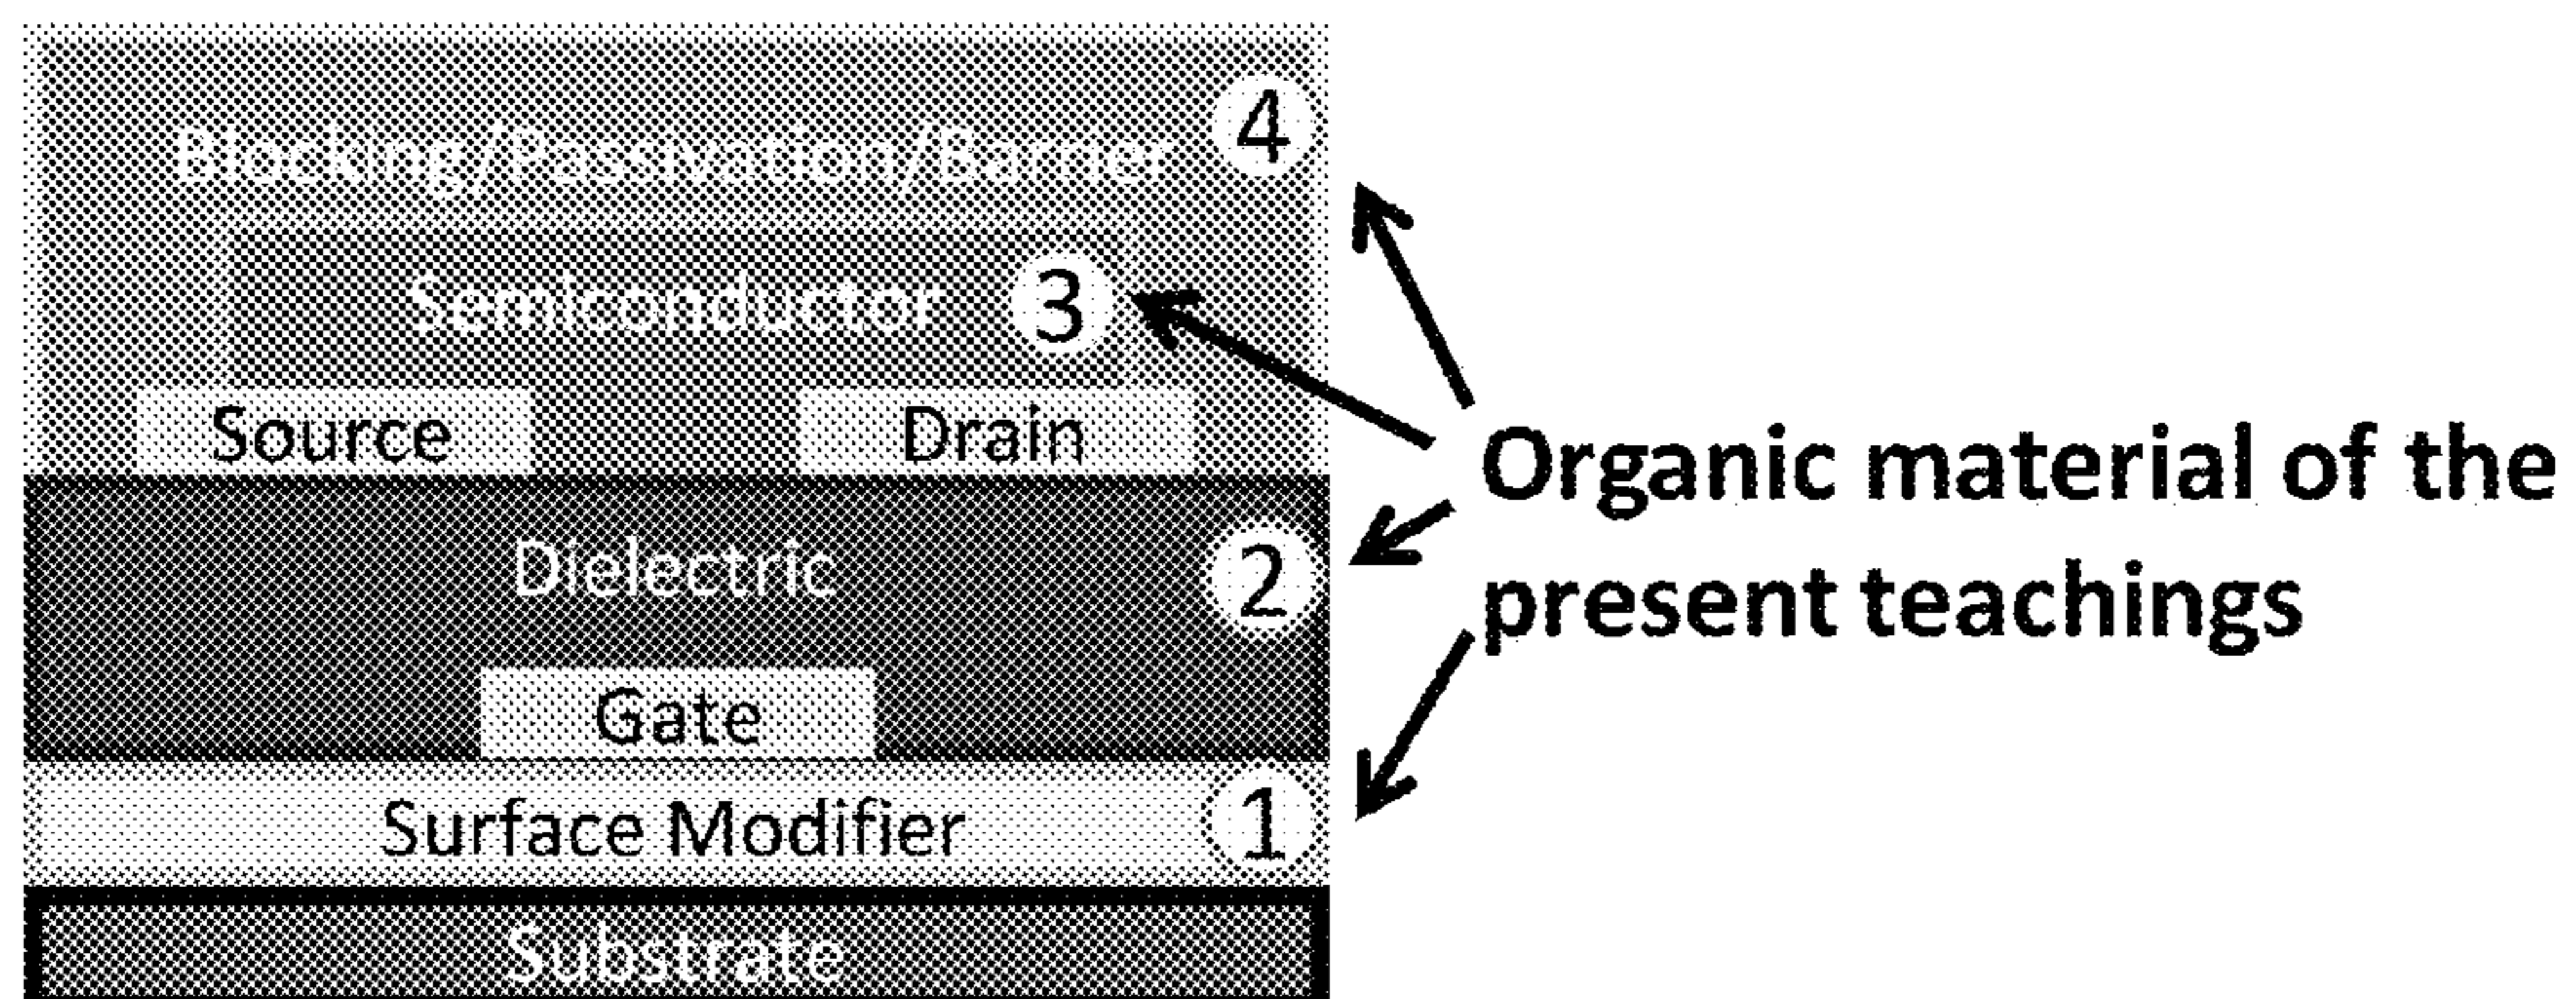 Blocking/Passivation/Barrier 4
Semiconductor 3
Source Drain
Dielectric 2
Gate
Surface Modifier 1
Substrate
Organic material of the
present teachings